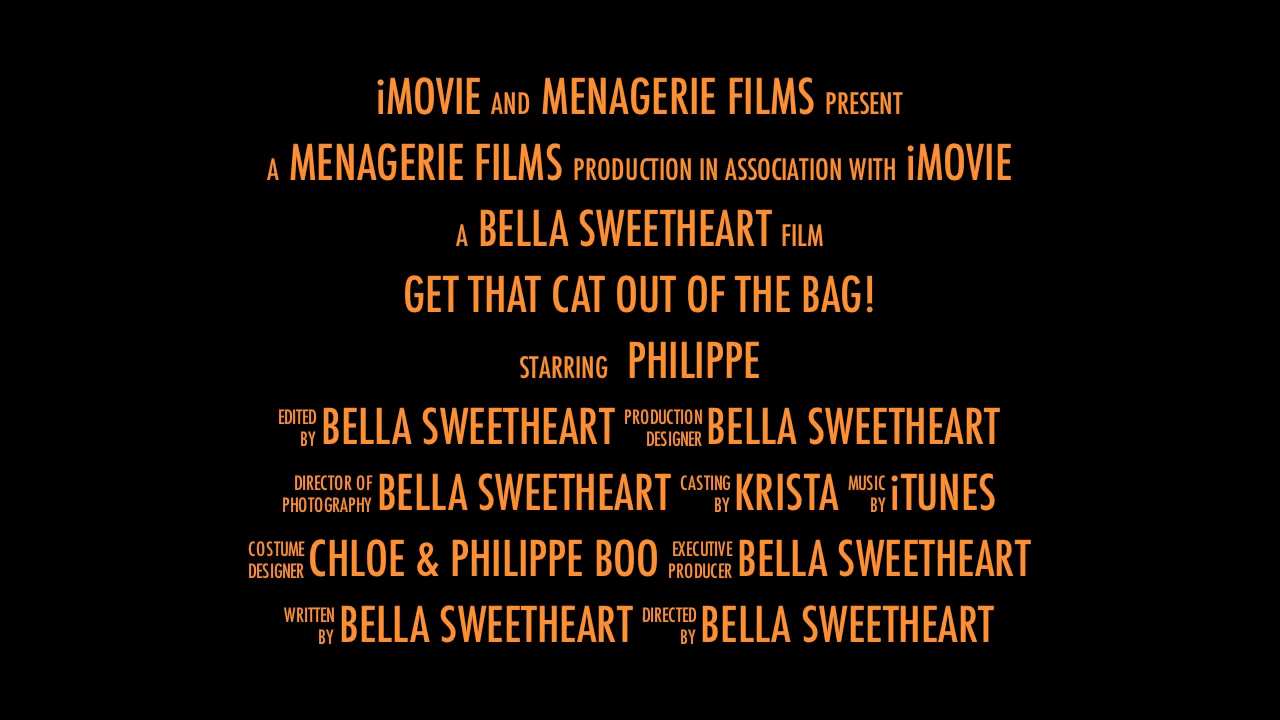 iMOVIE AND MENAGERIE FILMS PRESENT
A MENAGERIE FILMS PRODUCTION IN ASSOCIATION WITH iMOVIE
A BELLA SWEETHEART FILM
GET THAT CAT OUT OF THE BAG!
STARRING PHILIPPE
EDITED BY BELLA SWEETHEART PRODUCTION DESIGNER BELLA SWEETHEART
DIRECTOR OF PHOTOGRAPHY BELLA SWEETHEART CASTING BY KRISTA MUSIC BY iTUNES
COSTUME DESIGNER CHLOE & PHILIPPE BOO EXECUTIVE PRODUCER BELLA SWEETHEART
WRITTEN BY BELLA SWEETHEART DIRECTED BY BELLA SWEETHEART